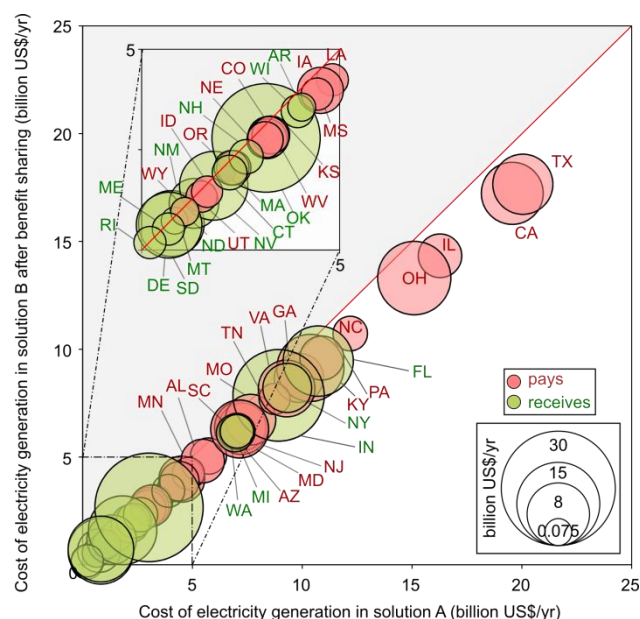 25
20
15
10
5
0
5
10
15
20
25
Cost of electricity generation in solution B after benefit sharing (billion US$/yr)
Cost of electricity generation in solution A (billion US$/yr)
5
5
AR
LA
IA
WI
CO
NE
NH
MS
ID
OR
NM
KS
WY
ME
WV
MA
OK
RI
CT
ND
UT
NV
MT
DE
SD
TX
CA
IL
OH
NC
GA
VA
TN
FL
MO
PA
AL
SC
KY
MN
NY
IN
NJ
MD
WA
MI
AZ
pays
receives
billion US$/yr
30
15
8
0.075